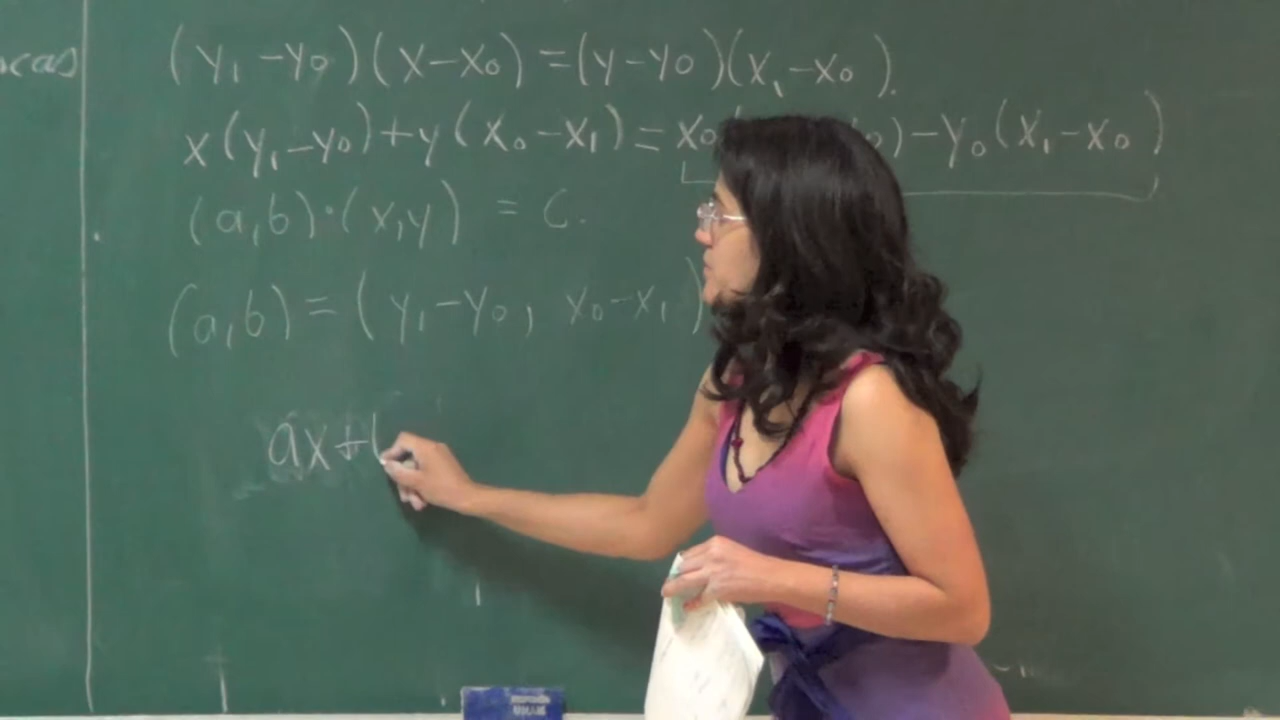 (y₁-y₀)(x-x₀)=(y-y₀)(x₁-x₀).
x(y₁-y₀)+y(x₀-x₁)=x₀ ₀)-y₀(x₁-x₀)
(a,b)·(x,y) = C.
(a,b)=(y₁-y₀, x₀-x₁)
ax+